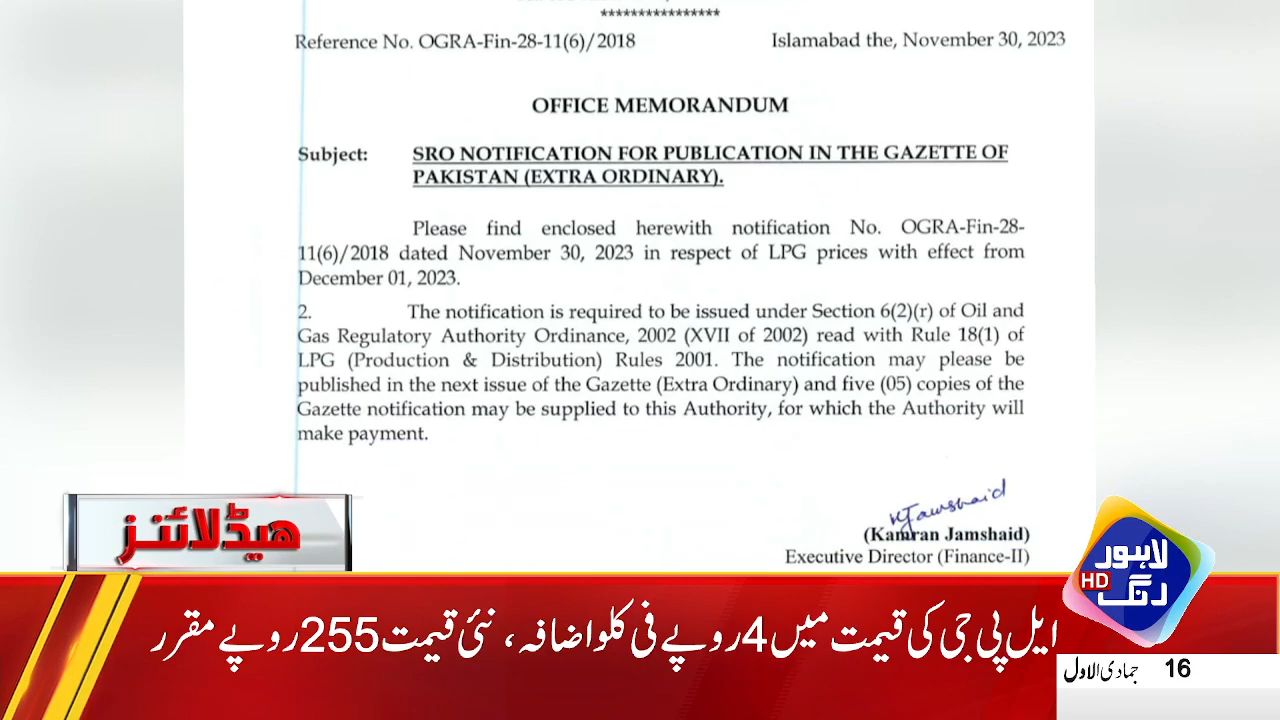 ****************
Reference No. OGRA-Fin-28-11(6)/2018 Islamabad the, November 30, 2023
OFFICE MEMORANDUM
Subject: SRO NOTIFICATION FOR PUBLICATION IN THE GAZETTE OF
PAKISTAN (EXTRA ORDINARY).
Please find enclosed herewith notification No. OGRA-Fin-28-
11(6)/2018 dated November 30, 2023 in respect of LPG prices with effect from
December 01, 2023.
2. The notification is required to be issued under Section 6(2)(r) of Oil and
Gas Regulatory Authority Ordinance, 2002 (XVII of 2002) read with Rule 18(1) of
LPG (Production & Distribution) Rules 2001. The notification may please be
published in the next issue of the Gazette (Extra Ordinary) and five (05) copies of the
Gazette notification may be supplied to this Authority, for which the Authority will
make payment.
KJamshaid
(Kamran Jamshaid)
Executive Director (Finance-II)
ہیڈلائنز
لاہور
رنگ
HD
ایل پی جی کی قیمت میں 4 روپے فی کلو اضافہ، نئی قیمت 255 روپے مقرر
16 جمادی الاول